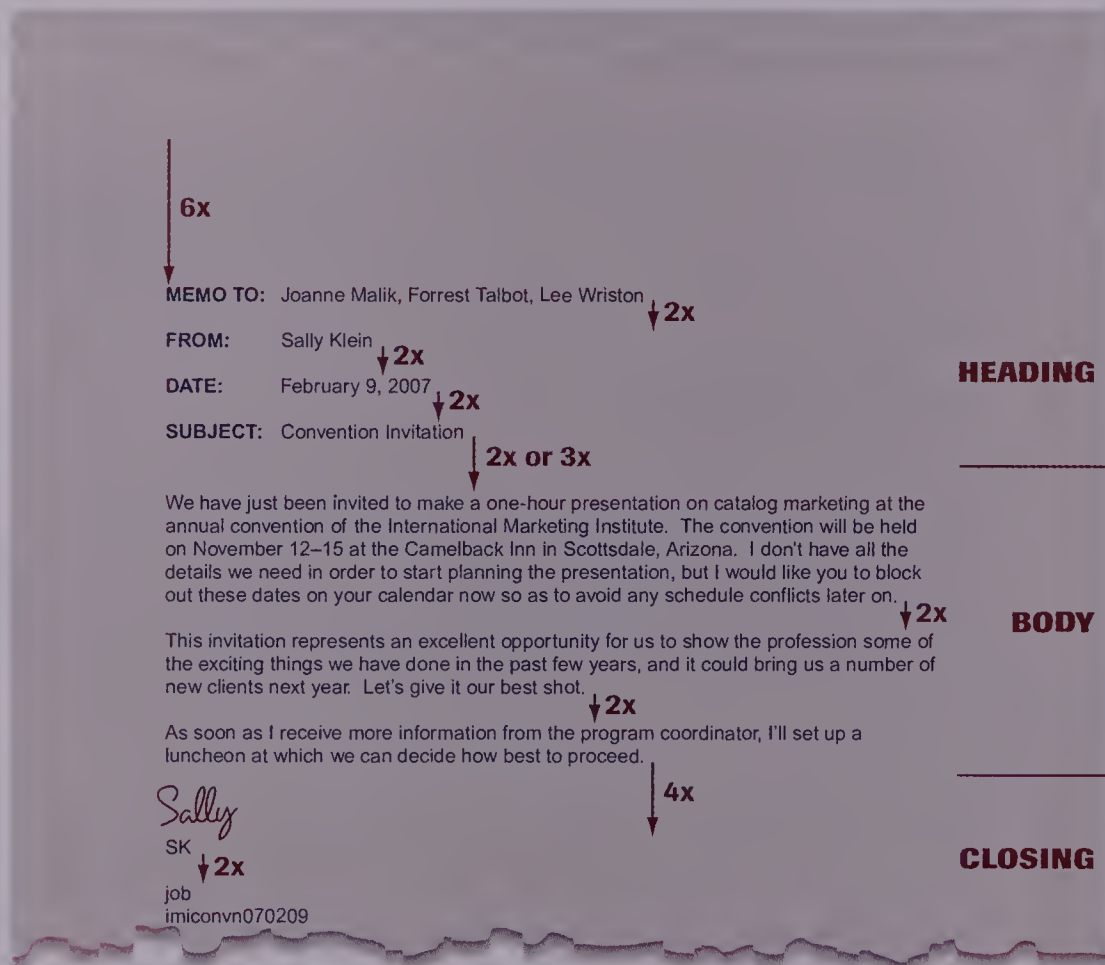 6x
MEMO TO: Joanne Malik, Forrest Talbot, Lee Wriston
2x
FROM: Sally Klein
2x
HEADING
DATE: February 9, 2007
2x
SUBJECT: Convention Invitation
2x or 3x
We have just been invited to make a one-hour presentation on catalog marketing at the
annual convention of the International Marketing Institute. The convention will be held
on November 12–15 at the Camelback Inn in Scottsdale, Arizona. I don't have all the
details we need in order to start planning the presentation, but I would like you to block
out these dates on your calendar now so as to avoid any schedule conflicts later on.
2x
BODY
This invitation represents an excellent opportunity for us to show the profession some of
the exciting things we have done in the past few years, and it could bring us a number of
new clients next year. Let's give it our best shot.
2x
As soon as I receive more information from the program coordinator, I'll set up a
luncheon at which we can decide how best to proceed.
4x
Sally
SK
2x
CLOSING
job
imiconvn070209